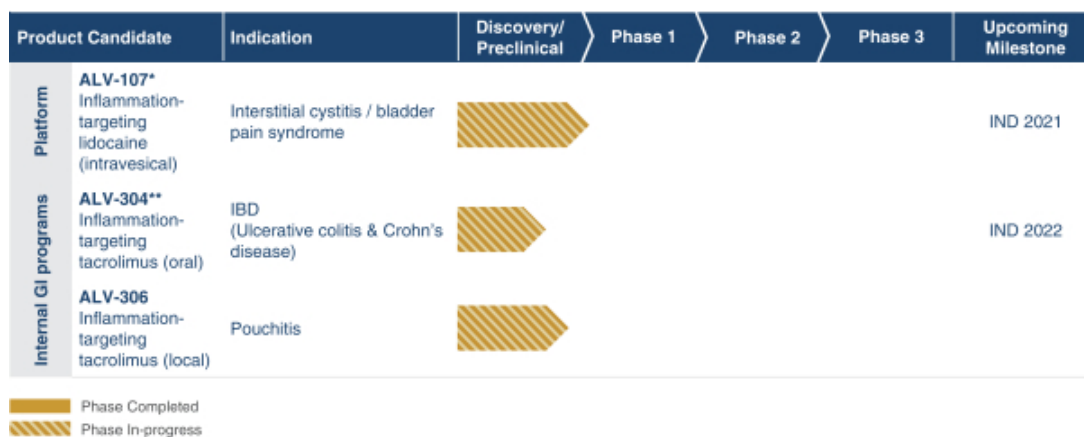 Product Candidate
Indication
Discovery/
Preclinical
Phase 1
Phase 2
Phase 3
Upcoming
Milestone
Platform
ALV-107*
Inflammation-
targeting
lidocaine
(intravesical)
Interstitial cystitis / bladder
pain syndrome
IND 2021
Internal GI programs
ALV-304**
Inflammation-
targeting
tacrolimus (oral)
IBD
(Ulcerative colitis & Crohn's
disease)
IND 2022
ALV-306
Inflammation-
targeting
tacrolimus (local)
Pouchitis
Phase Completed
Phase In-progress